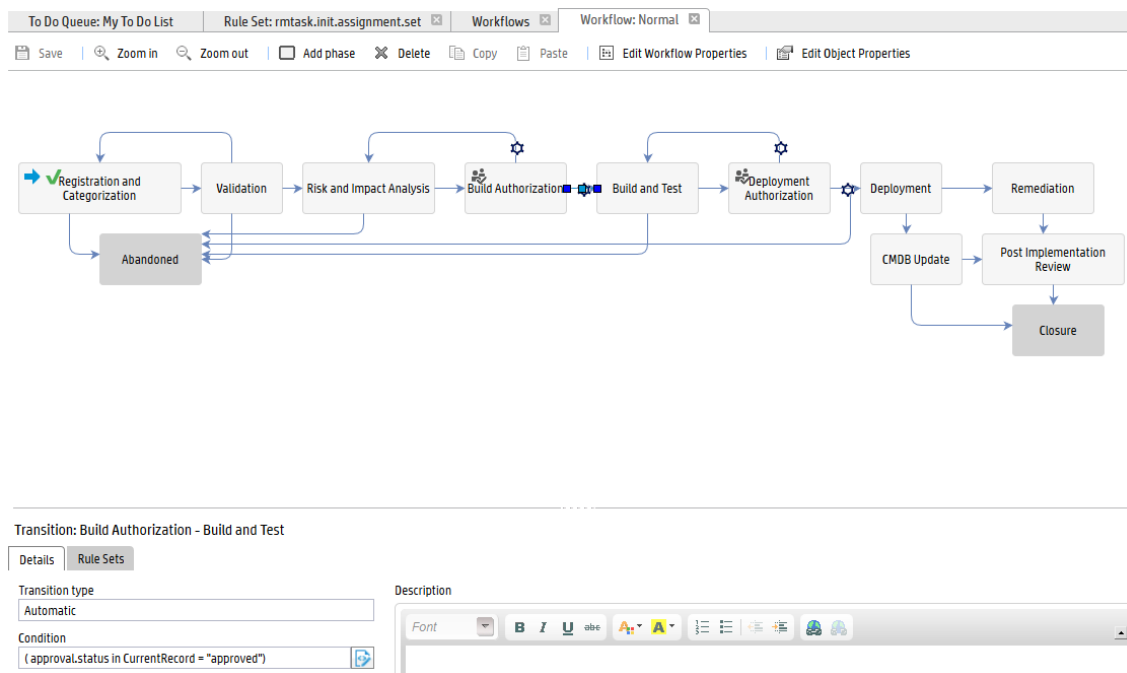 To Do Queue: My To Do List
Rule Set: rmtask.init.assignment.set
Workflows
Workflow: Normal
Save
Zoom in
Zoom out
Add phase
Delete
Copy
Paste
Edit Workflow Properties
Edit Object Properties
Registration and
Categorization
Validation
Risk and Impact Analysis
Build Authorization
Build and Test
Deployment
Authorization
Deployment
Remediation
Abandoned
CMDB Update
Post Implementation
Review
Closure
Transition: Build Authorization - Build and Test
Details
Rule Sets
Transition type
Automatic
Condition
( approval.status in CurrentRecord = "approved")
Description
Font
B I U abc A A